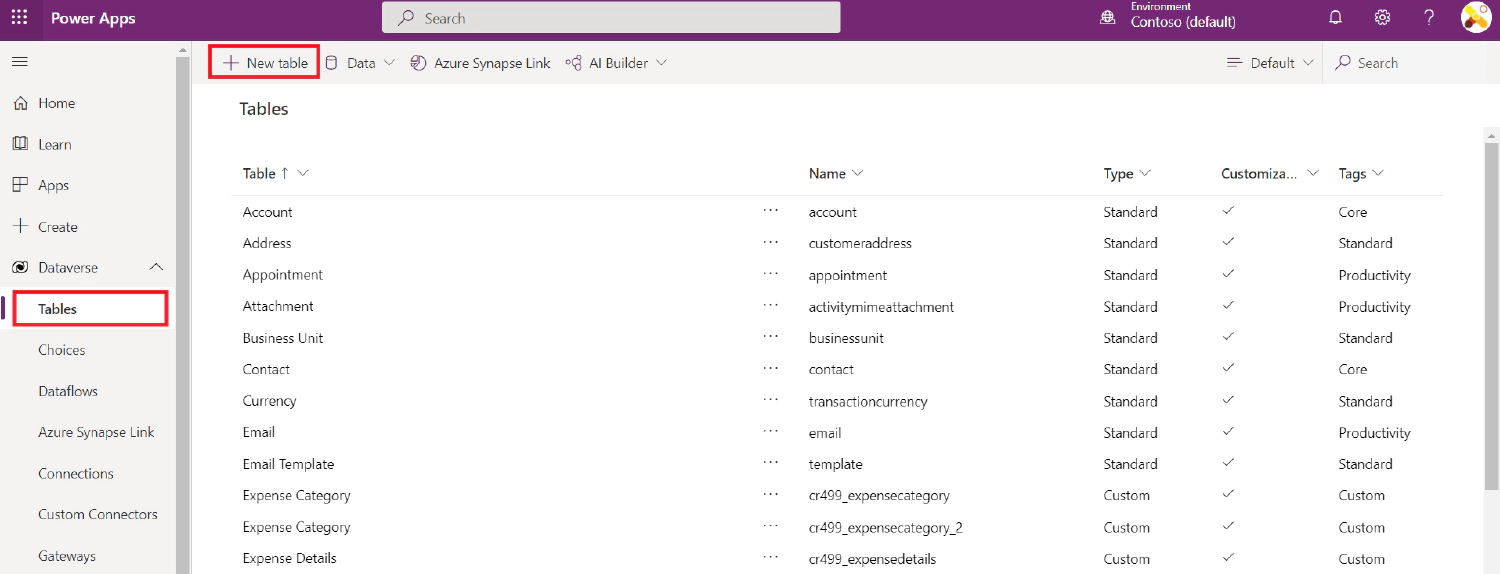 Power Apps
Search
Environment
Contoso (default)
New table
Data
Azure Synapse Link
AI Builder
Default
Search
Home
Learn
Apps
Create
Dataverse
Tables
Choices
Dataflows
Azure Synapse Link
Connections
Custom Connectors
Gateways
Tables
Table Name Type Customiza... Tags
Account ... account Standard Core
Address ... customeraddress Standard Standard
Appointment ... appointment Standard Productivity
Attachment ... activitymimeattachment Standard Productivity
Business Unit ... businessunit Standard Standard
Contact ... contact Standard Core
Currency ... transactioncurrency Standard Standard
Email ... email Standard Productivity
Email Template ... template Standard Standard
Expense Category ... cr499_expensecategory Custom Custom
Expense Category ... cr499_expensecategory_2 Custom Custom
Expense Details ... cr499_expensedetails Custom Custom